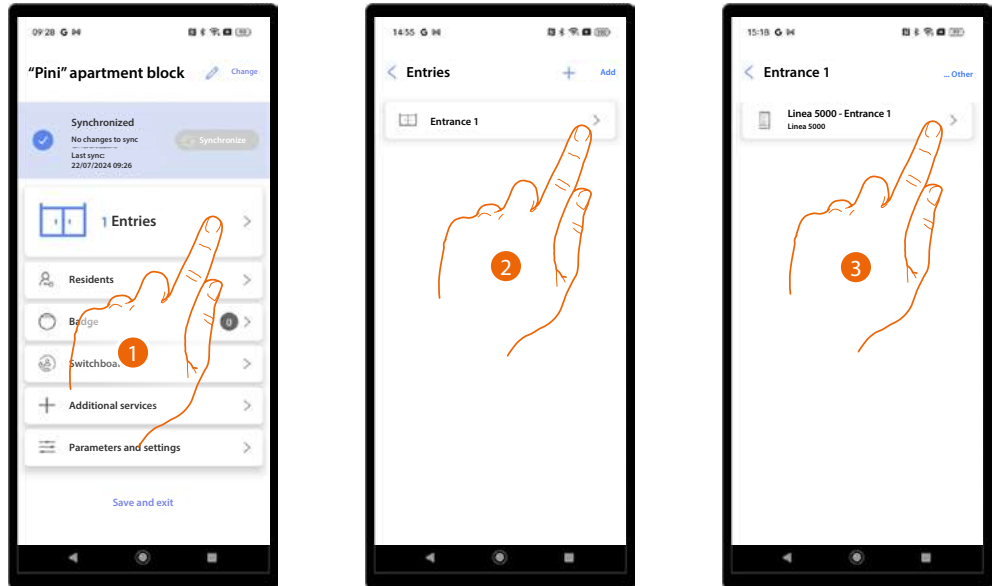 09:28 G
"Pini" apartment block
Change
Synchronized
No changes to sync
Synchronize
Last sync:
22/07/2024 09:26
1 Entries
Residents
Badge
0
Switchboa
Additional services
Parameters and settings
Save and exit
1
14:55 G
Entries
Add
Entrance 1
2
15:18 G
Entrance 1
... Other
Linea 5000 - Entrance 1
Linea 5000
3